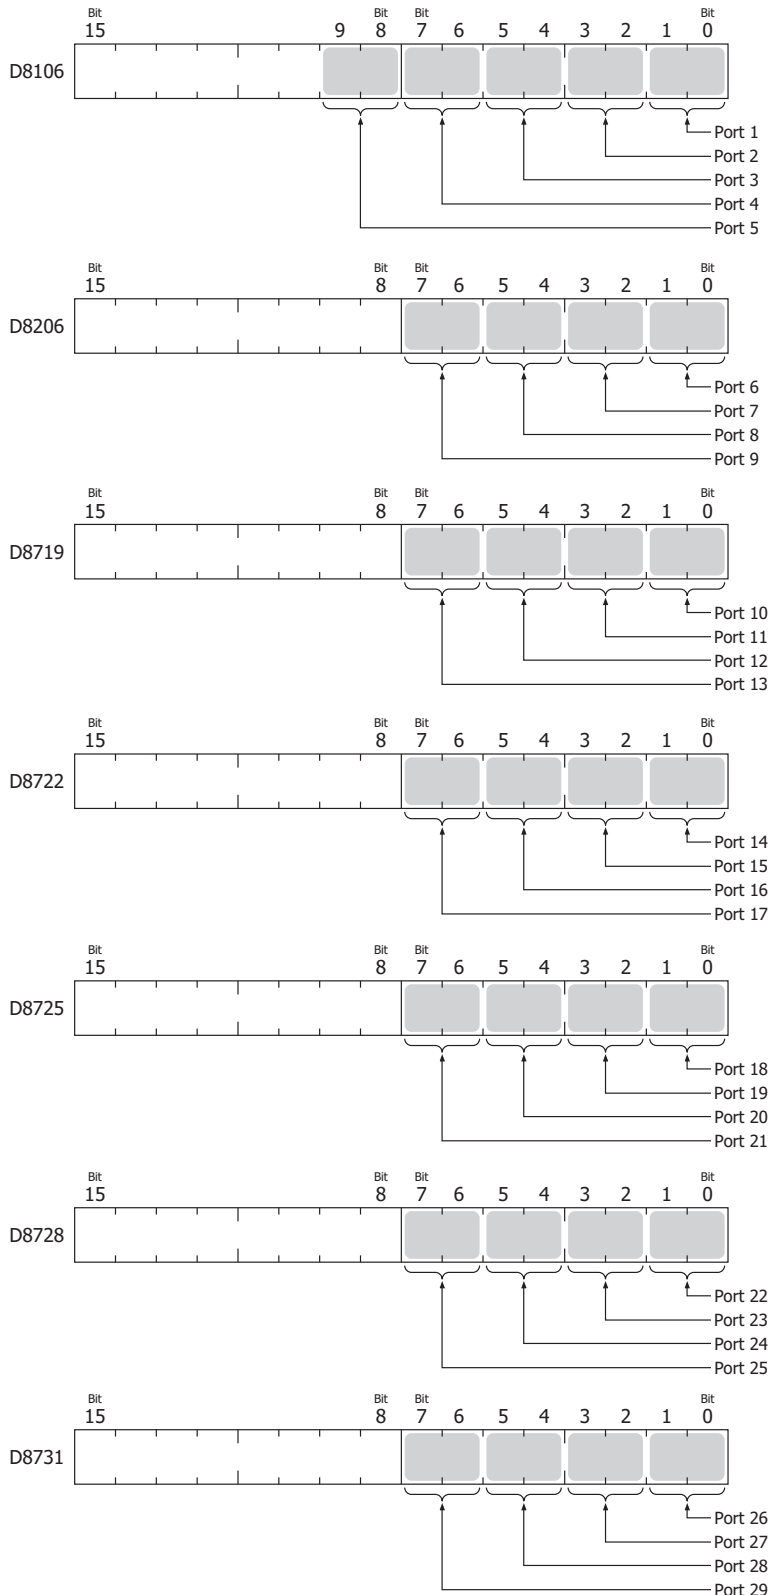 Bit Bit Bit Bit
15 9 8 7 6 5 4 3 2 1 0
D8106
Port 1
Port 2
Port 3
Port 4
Port 5
Bit Bit Bit Bit
15 8 7 6 5 4 3 2 1 0
D8206
Port 6
Port 7
Port 8
Port 9
Bit Bit Bit Bit
15 8 7 6 5 4 3 2 1 0
D8719
Port 10
Port 11
Port 12
Port 13
Bit Bit Bit Bit
15 8 7 6 5 4 3 2 1 0
D8722
Port 14
Port 15
Port 16
Port 17
Bit Bit Bit Bit
15 8 7 6 5 4 3 2 1 0
D8725
Port 18
Port 19
Port 20
Port 21
Bit Bit Bit Bit
15 8 7 6 5 4 3 2 1 0
D8728
Port 22
Port 23
Port 24
Port 25
Bit Bit Bit Bit
15 8 7 6 5 4 3 2 1 0
D8731
Port 26
Port 27
Port 28
Port 29